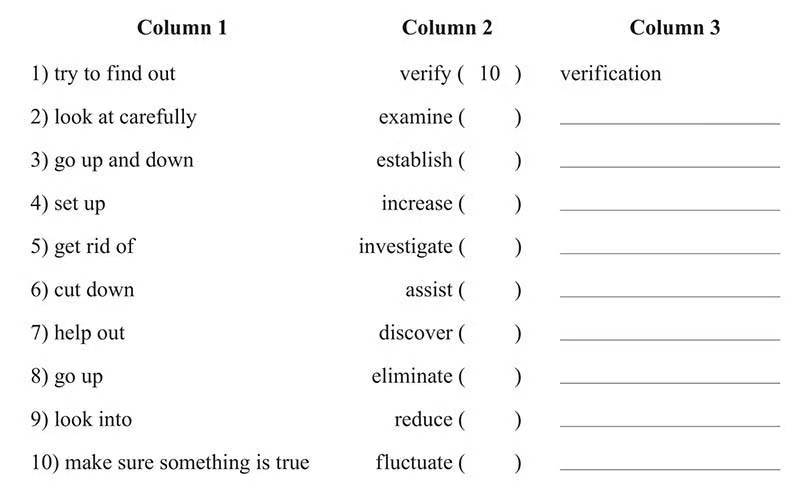 Column 1 Column 2 Column 3
1) try to find out verify ( 10 ) verification
2) look at carefully examine ( )
3) go up and down establish ( )
4) set up increase ( )
5) get rid of investigate ( )
6) cut down assist ( )
7) help out discover ( )
8) go up eliminate ( )
9) look into reduce ( )
10) make sure something is true fluctuate ( )